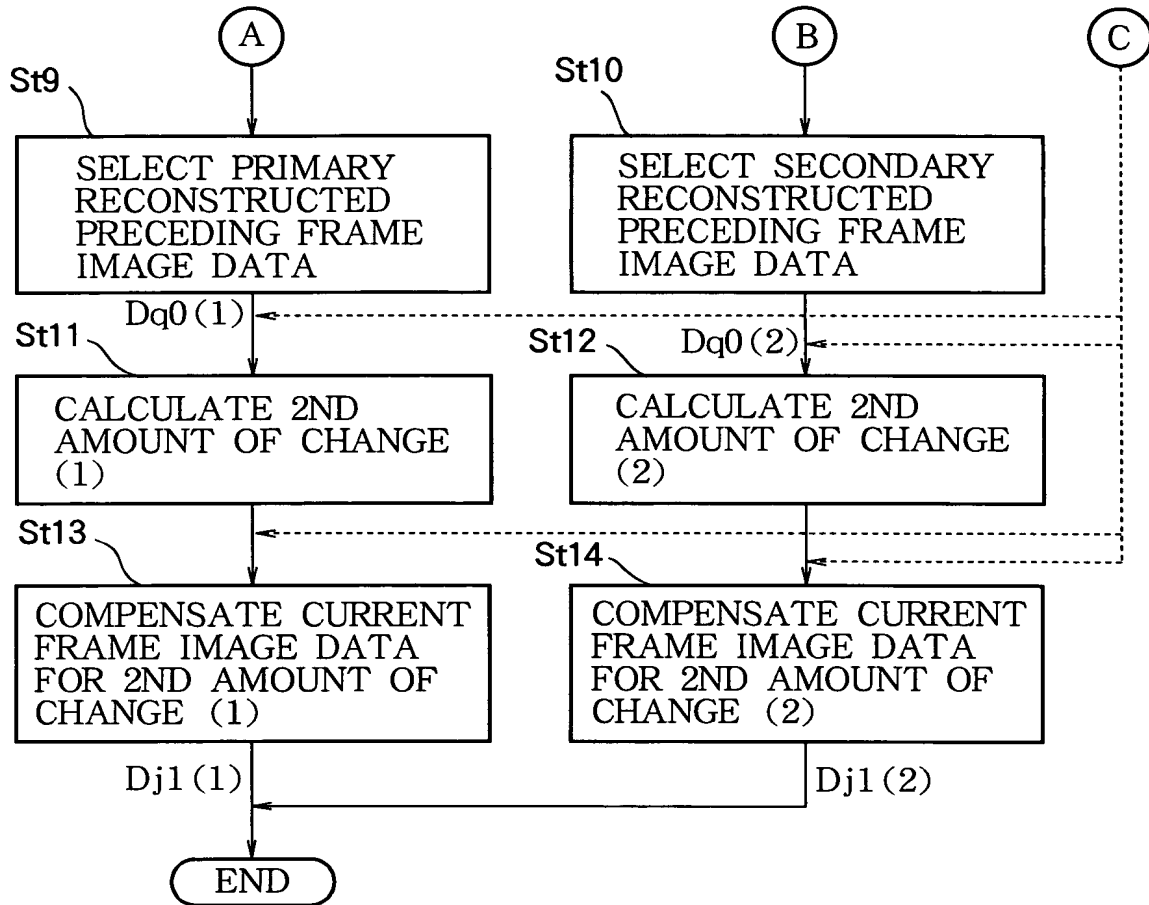 A
B
C
St9
St10
SELECT PRIMARY
RECONSTRUCTED
PRECEDING FRAME
IMAGE DATA
SELECT SECONDARY
RECONSTRUCTED
PRECEDING FRAME
IMAGE DATA
Dq0(1)
Dq0(2)
St11
St12
CALCULATE 2ND
AMOUNT OF CHANGE
(1)
CALCULATE 2ND
AMOUNT OF CHANGE
(2)
St13
St14
COMPENSATE CURRENT
FRAME IMAGE DATA
FOR 2ND AMOUNT OF
CHANGE (1)
COMPENSATE CURRENT
FRAME IMAGE DATA
FOR 2ND AMOUNT OF
CHANGE (2)
Dj1(1)
Dj1(2)
END